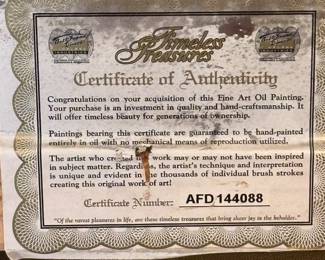 Timeless
Treasures
Certificate of Authenticity
Congratulations on your acquisition of this Fine Art Oil Painting.
Your purchase is an investment in quality and hand-craftsmanship. It
will offer timeless beauty for generations of ownership.
Paintings bearing this certificate are guaranteed to be hand-painted
entirely in oil with no mechanical means of reproduction utilized.
The artist who this work may or may not have been inspired
in subject matter. the artist's technique and interpretation
is unique and evident in the thousands of individual brush strokes
creating this original work of art!
Certificate Number: AFD144088
"Of the rarest pleasures in life, are these timeless treasures that bring sheer joy to the beholder."